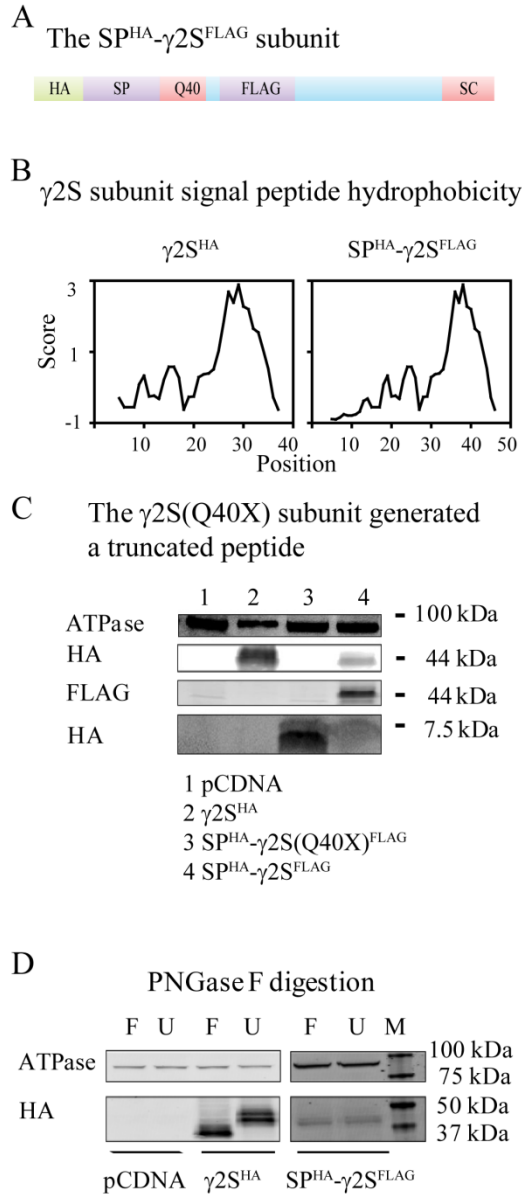 A
The SPᴴᴬ-γ2Sᶠᴸᴬᴳ subunit
HA SP Q40 FLAG SC
B
γ2S subunit signal peptide hydrophobicity
γ2Sᴴᴬ SPᴴᴬ-γ2Sᶠᴸᴬᴳ
Score
3
1
-1
10 20 30 40 10 20 30 40 50
Position
C
The γ2S(Q40X) subunit generated
a truncated peptide
1 2 3 4
ATPase - 100 kDa
HA - 44 kDa
FLAG - 44 kDa
HA - 7.5 kDa
1 pCDNA
2 γ2Sᴴᴬ
3 SPᴴᴬ-γ2S(Q40X)ᶠᴸᴬᴳ
4 SPᴴᴬ-γ2Sᶠᴸᴬᴳ
D
PNGase F digestion
F U F U F U M
ATPase 100 kDa
75 kDa
HA 50 kDa
37 kDa
pCDNA γ2Sᴴᴬ SPᴴᴬ-γ2Sᶠᴸᴬᴳ